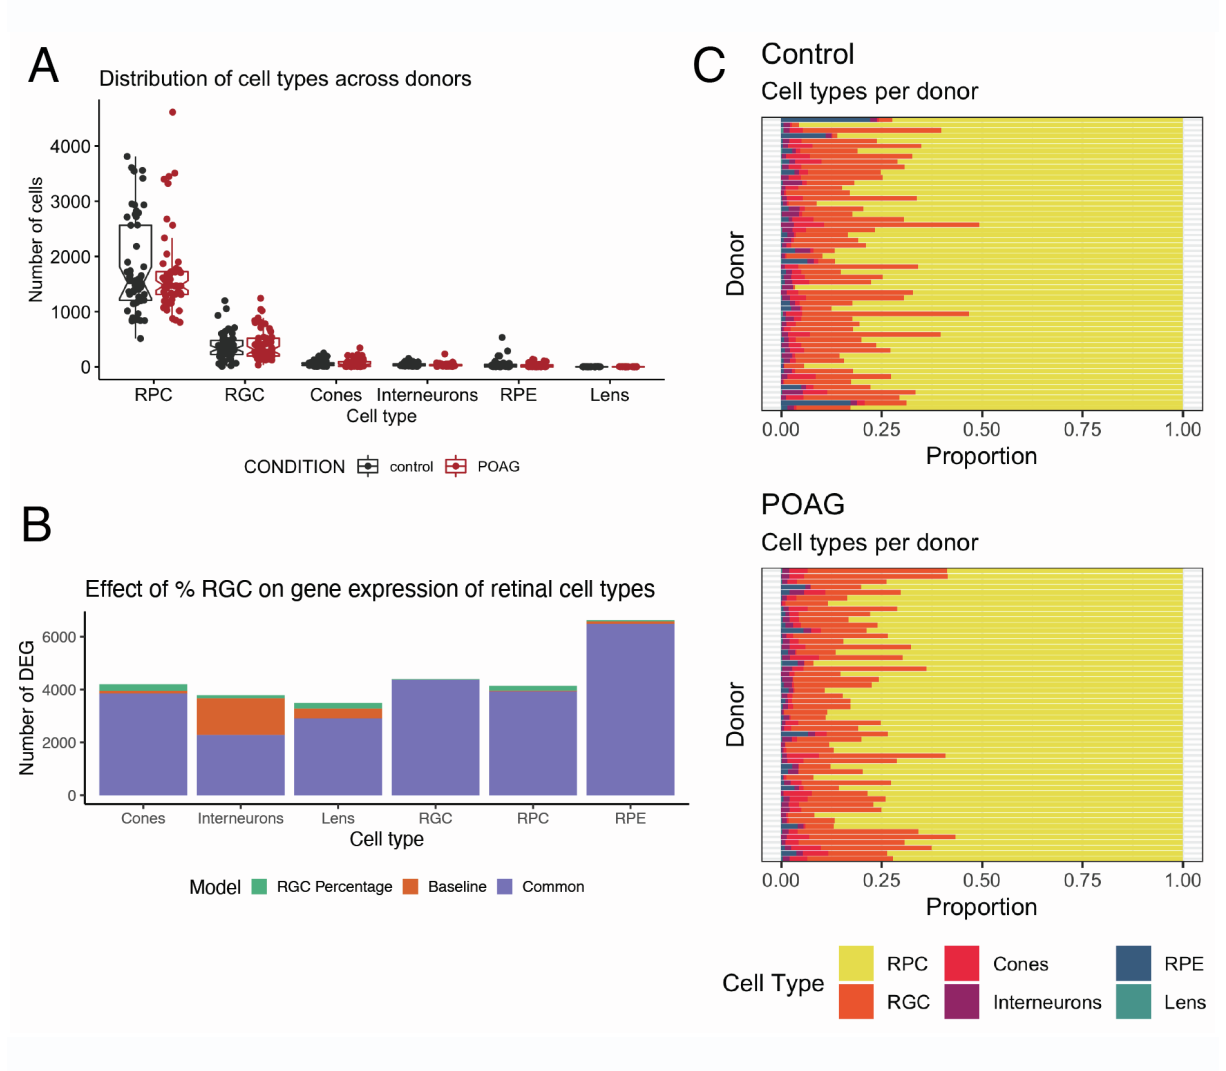 A
Distribution of cell types across donors
Number of cells
4000
3000
2000
1000
0
RPC RGC Cones Interneurons RPE Lens
Cell type
CONDITION control POAG
B
Effect of % RGC on gene expression of retinal cell types
Number of DEG
6000
4000
2000
0
Cones Interneurons Lens RGC RPC RPE
Cell type
Model RGC Percentage Baseline Common
C
Control
Cell types per donor
Donor
0.00 0.25 0.50 0.75 1.00
Proportion
POAG
Cell types per donor
Donor
0.00 0.25 0.50 0.75 1.00
Proportion
Cell Type
RPC Cones RPE
RGC Interneurons Lens